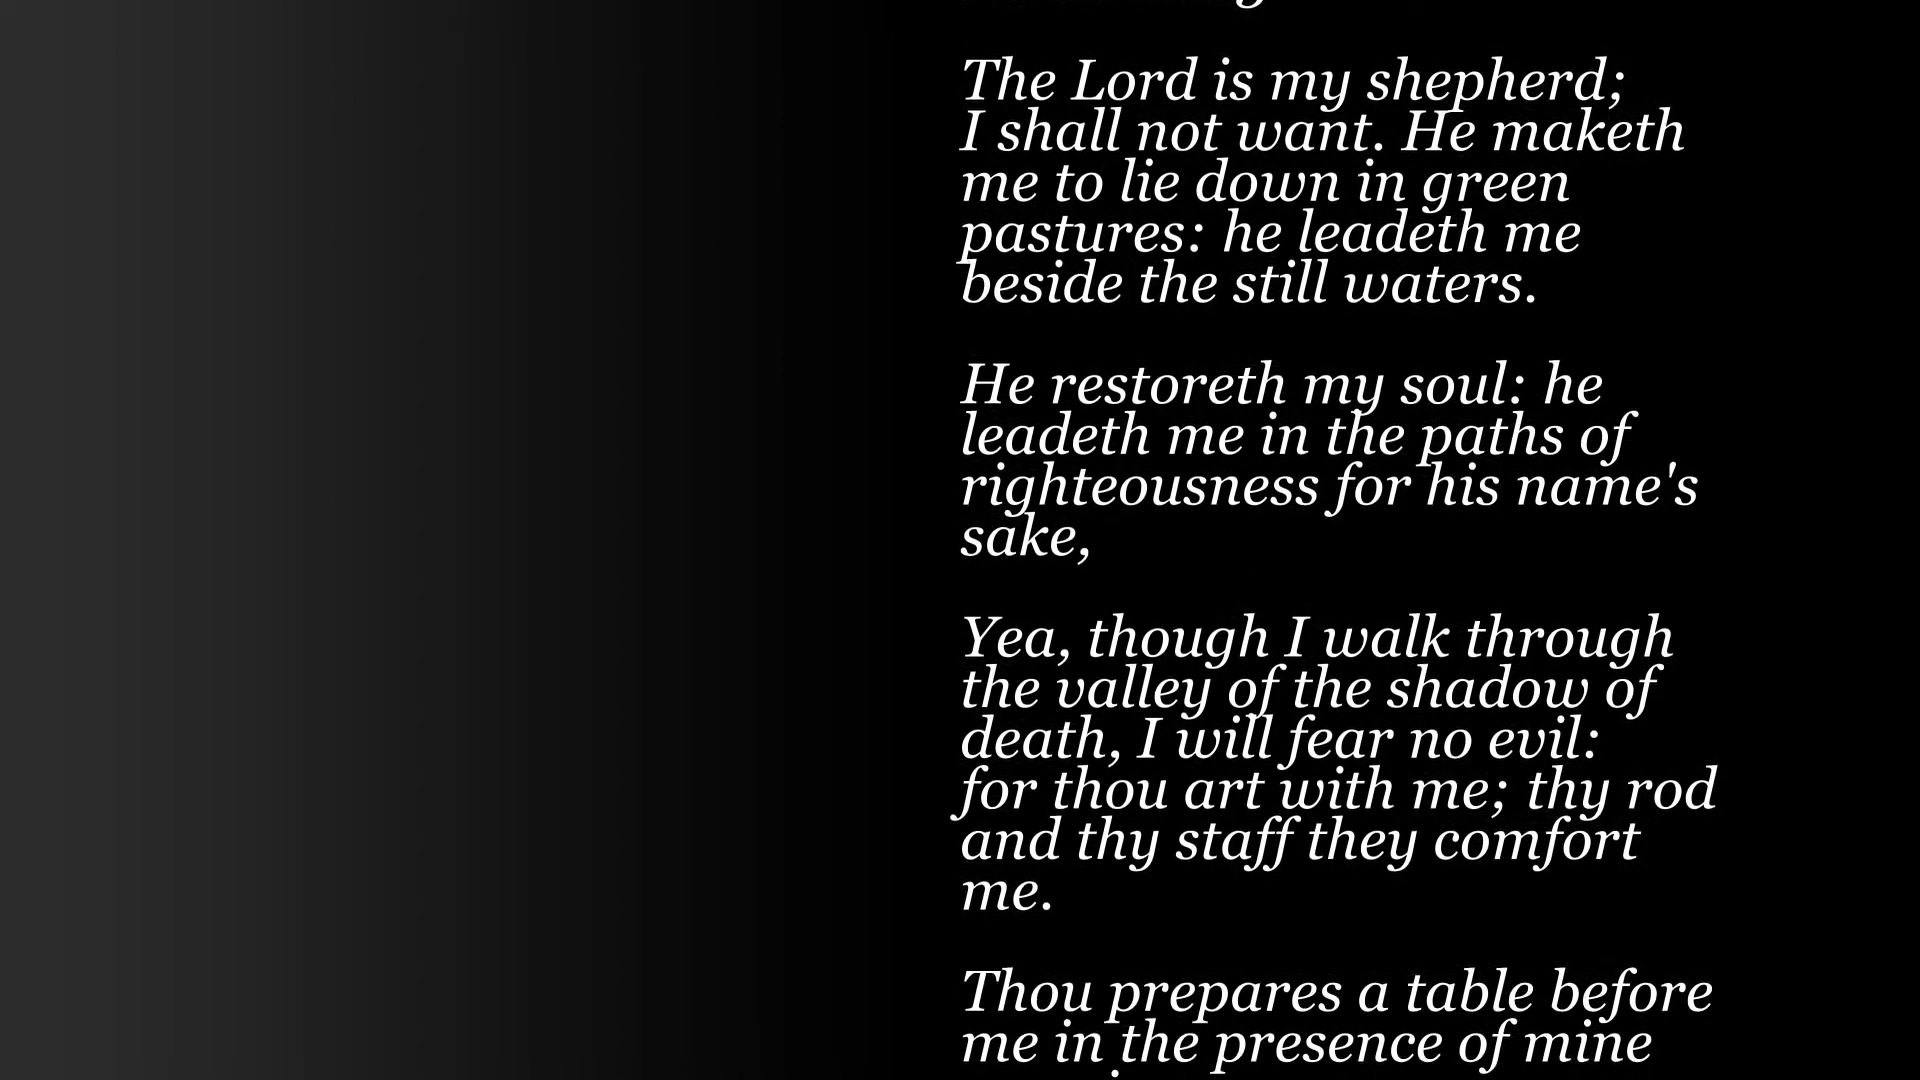 The Lord is my shepherd;
I shall not want. He maketh
me to lie down in green
pastures: he leadeth me
beside the still waters.
He restoreth my soul: he
leadeth me in the paths of
righteousness for his name's
sake,
Yea, though I walk through
the valley of the shadow of
death, I will fear no evil:
for thou art with me; thy rod
and thy staff they comfort
me.
Thou prepares a table before
me in the presence of mine